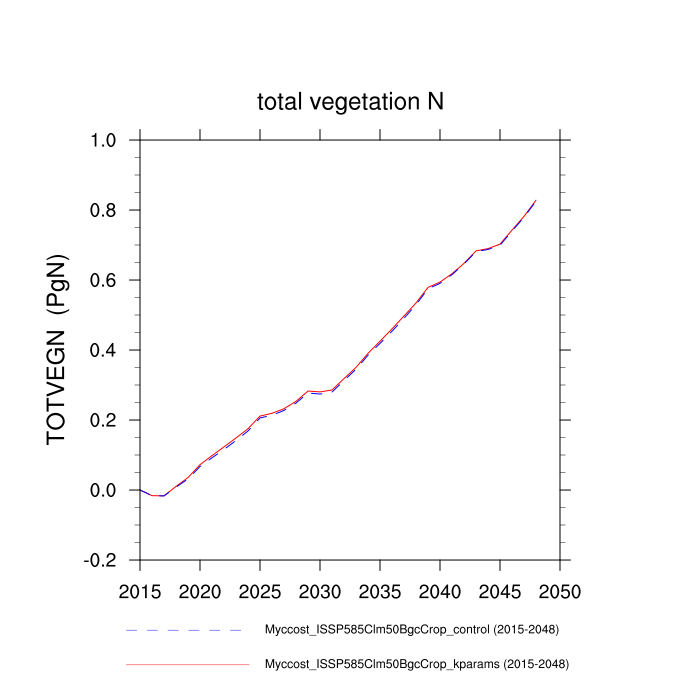 total vegetation N
1.0
0.8
0.6
0.4
0.2
0.0
-0.2
TOTVEGN (PgN)
2015 2020 2025 2030 2035 2040 2045 2050
Myccost_ISSP585Clm50BgcCrop_control (2015-2048)
Myccost_ISSP585Clm50BgcCrop_kparams (2015-2048)